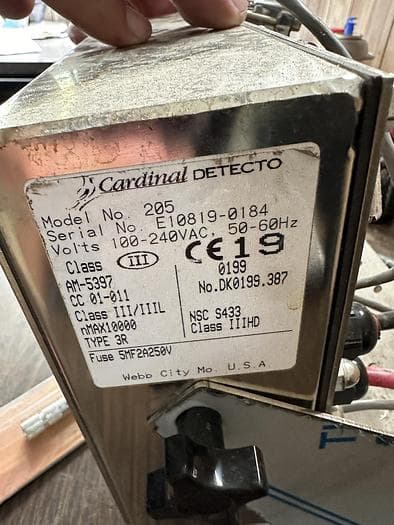 Cardinal DETECTO
Model No. 205
Serial No. E10819-0184
Volts 100-240VAC, 50-60Hz
Class III
AM-5397
CC 01-011
Class III/IIIL
nMAX10000
TYPE 3R
Fuse 5MF2A250V
CE 19
0199
No.DK0199.387
NSC S433
Class IIIHD
Webb City Mo. U.S.A.